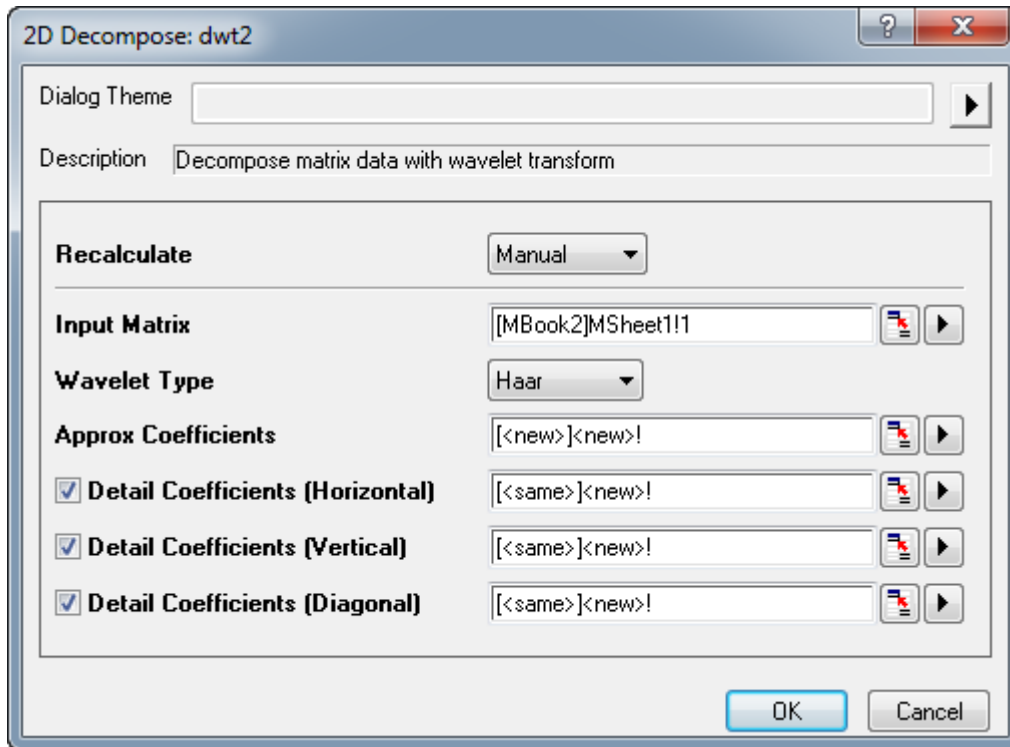 2D Decompose: dwt2
?
Dialog Theme
Description Decompose matrix data with wavelet transform
Recalculate Manual
Input Matrix [MBook2]MSheet1!1
Wavelet Type Haar
Approx Coefficients [<new>]<new>!
Detail Coefficients (Horizontal) [<same>]<new>!
Detail Coefficients (Vertical) [<same>]<new>!
Detail Coefficients (Diagonal) [<same>]<new>!
OK Cancel